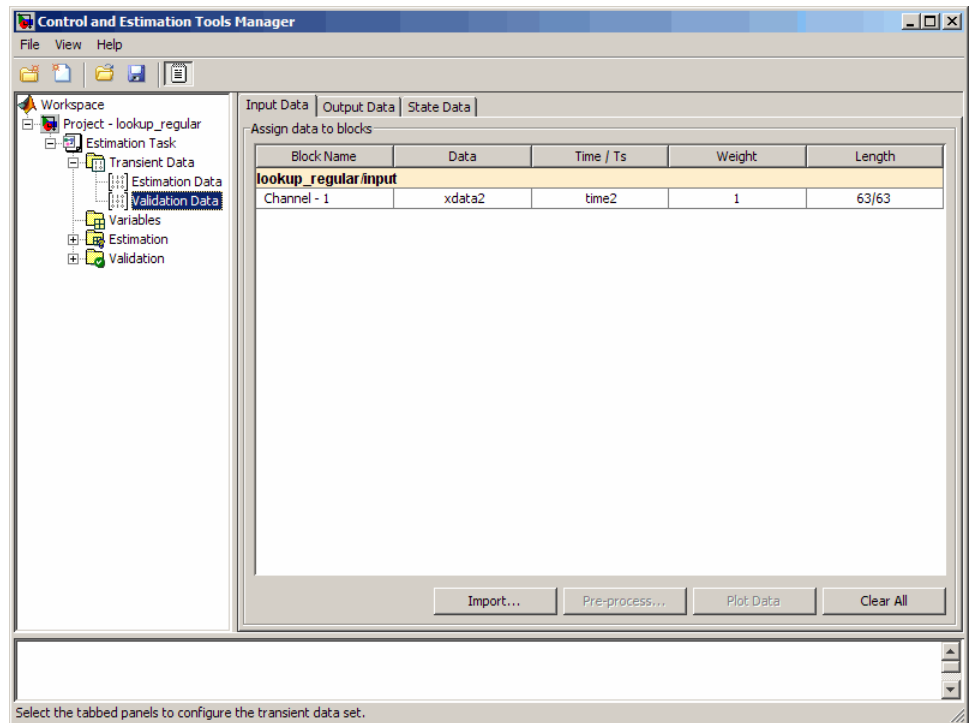 Control and Estimation Tools Manager
File View Help
Workspace
Project - lookup_regular
Estimation Task
Transient Data
Estimation Data
Validation Data
Variables
Estimation
Validation
Input Data Output Data State Data
Assign data to blocks
Block Name Data Time / Ts Weight Length
lookup_regular/input
Channel - 1 xdata2 time2 1 63/63
Import... Pre-process... Plot Data Clear All
Select the tabbed panels to configure the transient data set.